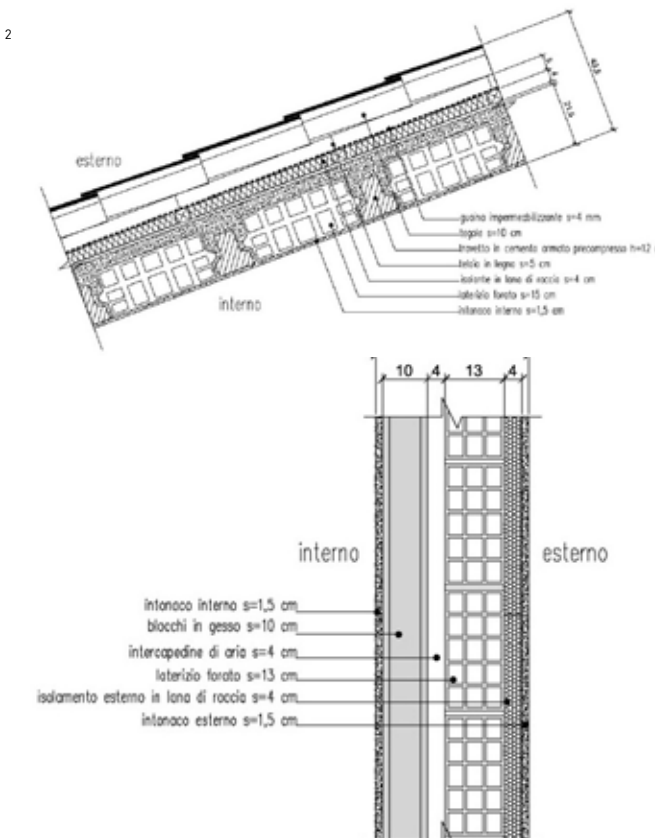 2
esterno
interno
guaina impermeabilizzante s=4 mm
tegola s=10 cm
travetto in cemento armato precompresso h=12
telaio in legno s=5 cm
isolante in lana di roccia s=4 cm
laterizio forato s=15 cm
intonaco interno s=1,5 cm
10 4 13 4
interno
esterno
intonaco interno s=1,5 cm
blocchi in gesso s=10 cm
intercapedine di aria s=4 cm
laterizio forato s=13 cm
isolamento esterno in lana di roccia s=4 cm
intonaco esterno s=1,5 cm